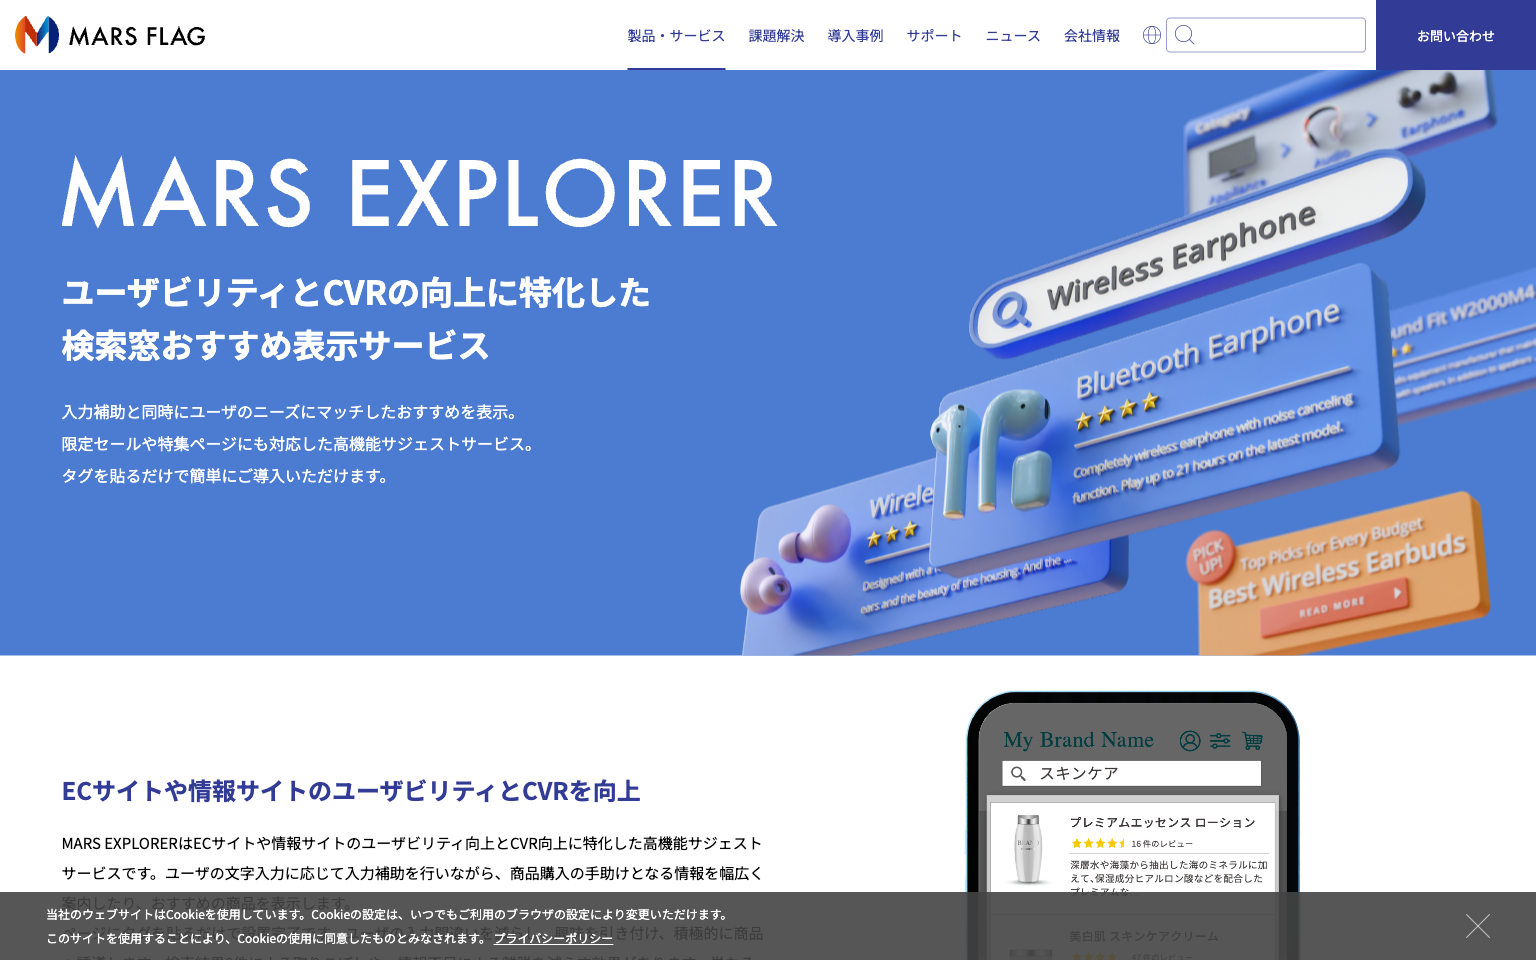 MARS FLAG
製品・サービス
課題解決
導入事例
サポート
ニュース
会社情報
お問い合わせ
MARS EXPLORER
ユーザビリティとCVRの向上に特化した
検索窓おすすめ表示サービス
入力補助と同時にユーザのニーズにマッチしたおすすめを表示。
限定セールや特集ページにも対応した高機能サジェストサービス。
タグを貼るだけで簡単にご導入いただけます。
Category
Appliance
Audio
Earphone
Wireless Earphone
Bluetooth Earphone
Completely wireless earphone with noise canceling
function. Play up to 21 hours on the latest model.
und Fit W2000M4
Wirele
Designed with a
ears and the beauty of the housing. And the ...
PICK
UP!
Top Picks for Every Budget
Best Wireless Earbuds
READ MORE
ECサイトや情報サイトのユーザビリティとCVRを向上
MARS EXPLORERはECサイトや情報サイトのユーザビリティ向上とCVR向上に特化した高機能サジェスト
サービスです。ユーザの文字入力に応じて入力補助を行いながら、商品購入の手助けとなる情報を幅広く
案内したり、おすすめの商品を表示します。
My Brand Name
スキンケア
プレミアムエッセンス ローション
16 件のレビュー
深層水や海藻から抽出した海のミネラルに加
えて、保湿成分ヒアルロン酸などを配合した
プレミアムな
美白肌 スキンケアクリーム
当社のウェブサイトはCookieを使用しています。Cookieの設定は、いつでもご利用のブラウザの設定により変更いただけます。
このサイトを使用することにより、Cookieの使用に同意したものとみなされます。 プライバシーポリシー